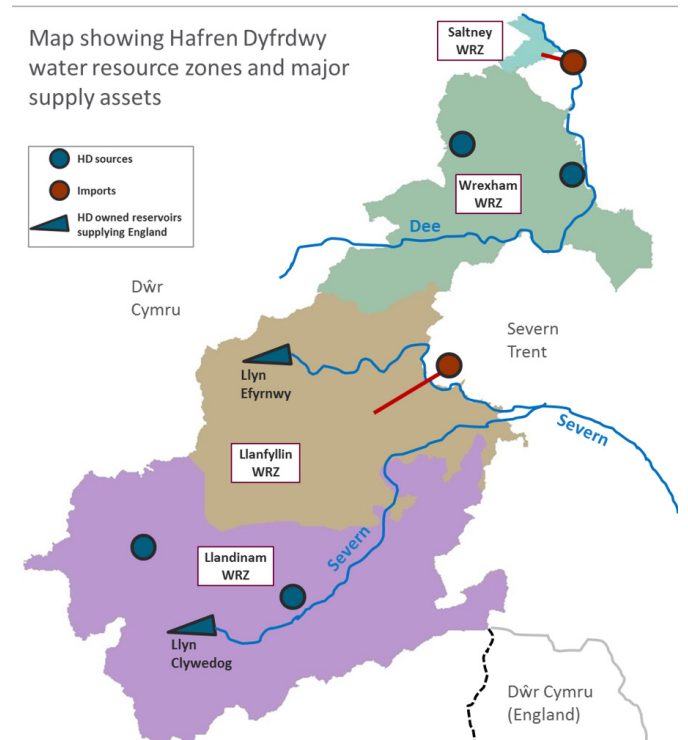 Map showing Hafren Dyfrdwy
water resource zones and major
supply assets
HD sources
Imports
HD owned reservoirs
supplying England
Saltney
WRZ
Wrexham
WRZ
Dee
Dŵr
Cymru
Severn
Trent
Llyn
Efyrnwy
Severn
Llanfyllin
WRZ
Llandinam
WRZ
Severn
Llyn
Clywedog
Dŵr Cymru
(England)